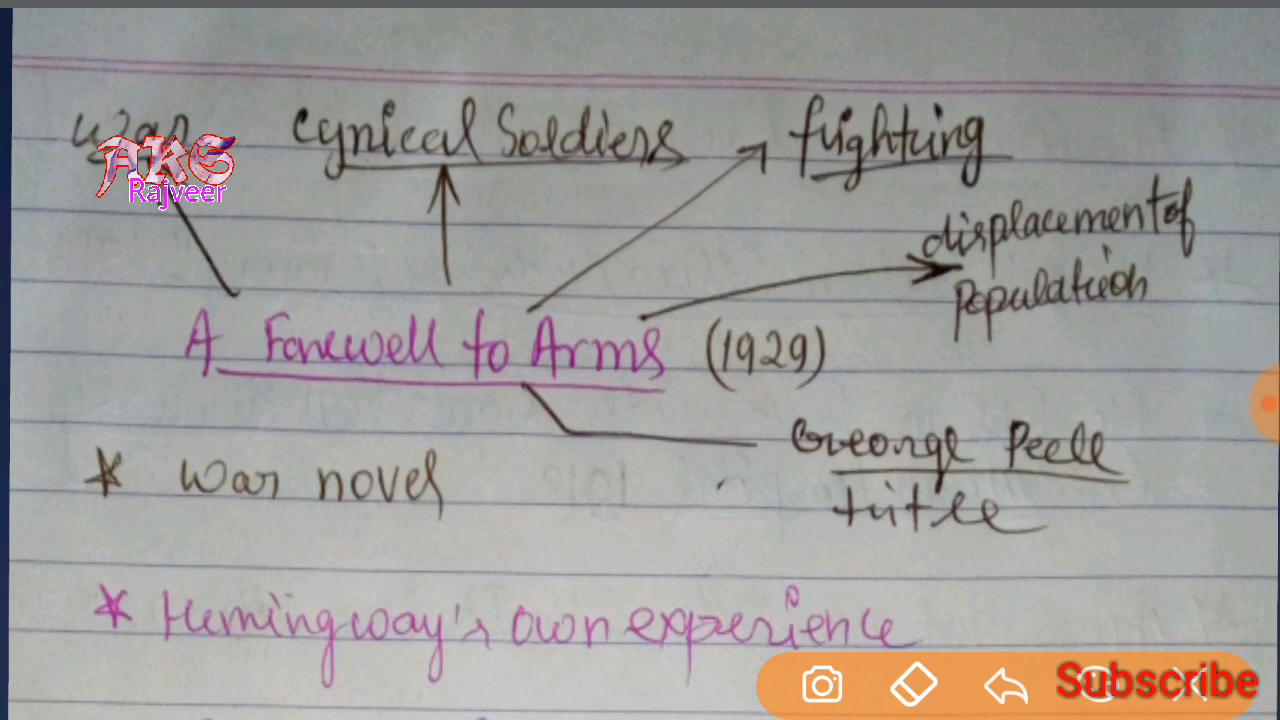 war cynical Soldiers fighting
AKS
Rajveer
displacement of
population
A Farewell to Arms (1929)
George Peele
title
* War novel
* Hemingway's own experience
Subscribe